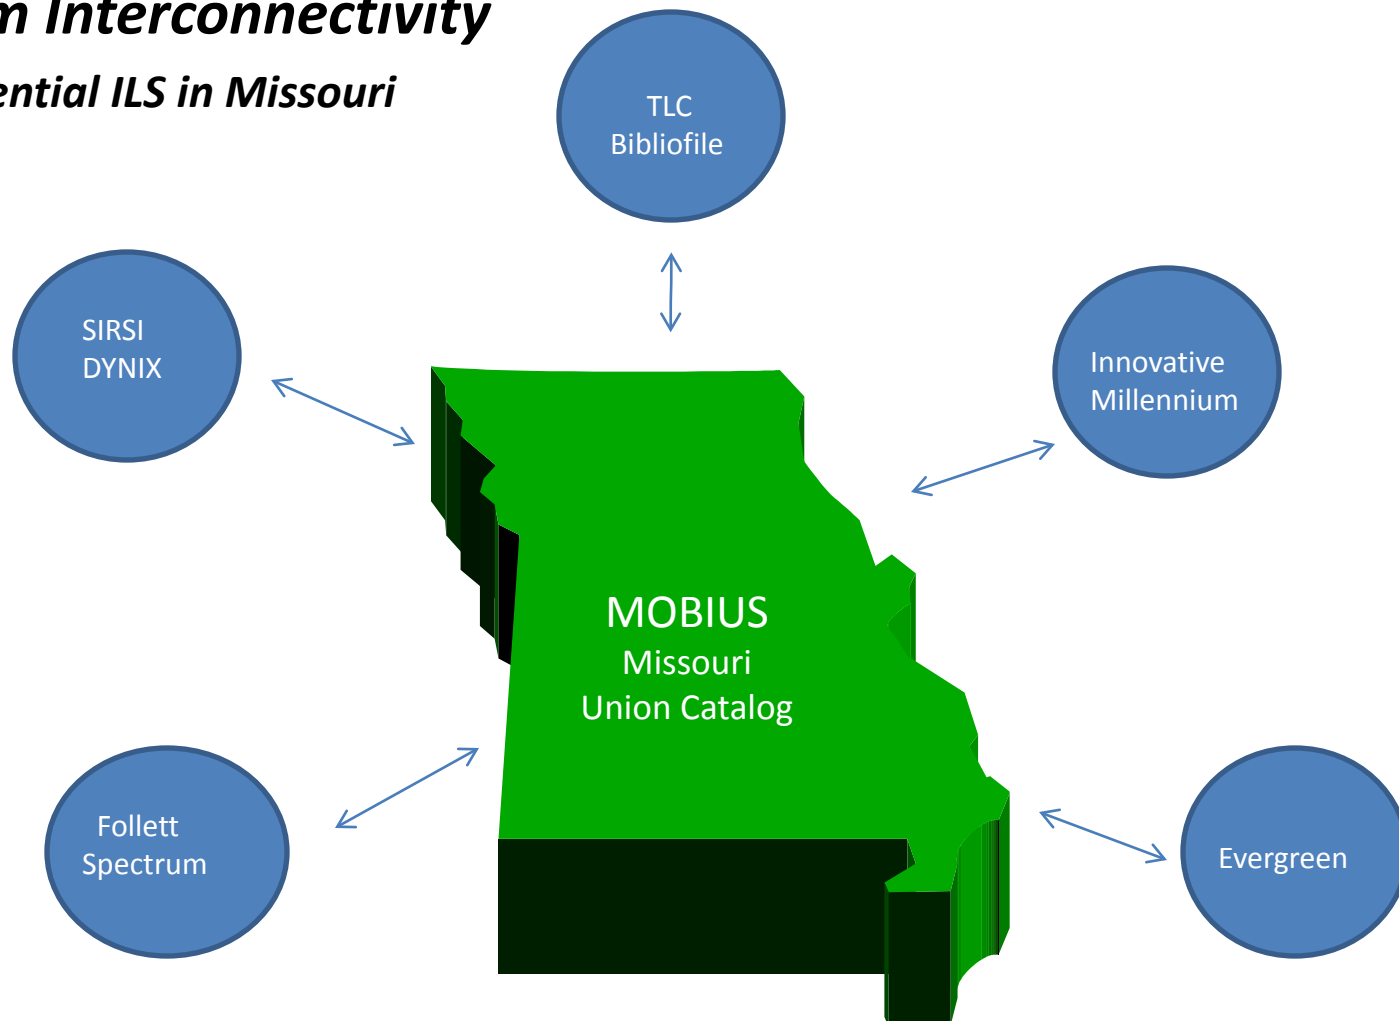 m Interconnectivity
ential ILS in Missouri
TLC
Bibliofile
SIRSI
DYNIX
Innovative
Millennium
MOBIUS
Missouri
Union Catalog
Follett
Spectrum
Evergreen